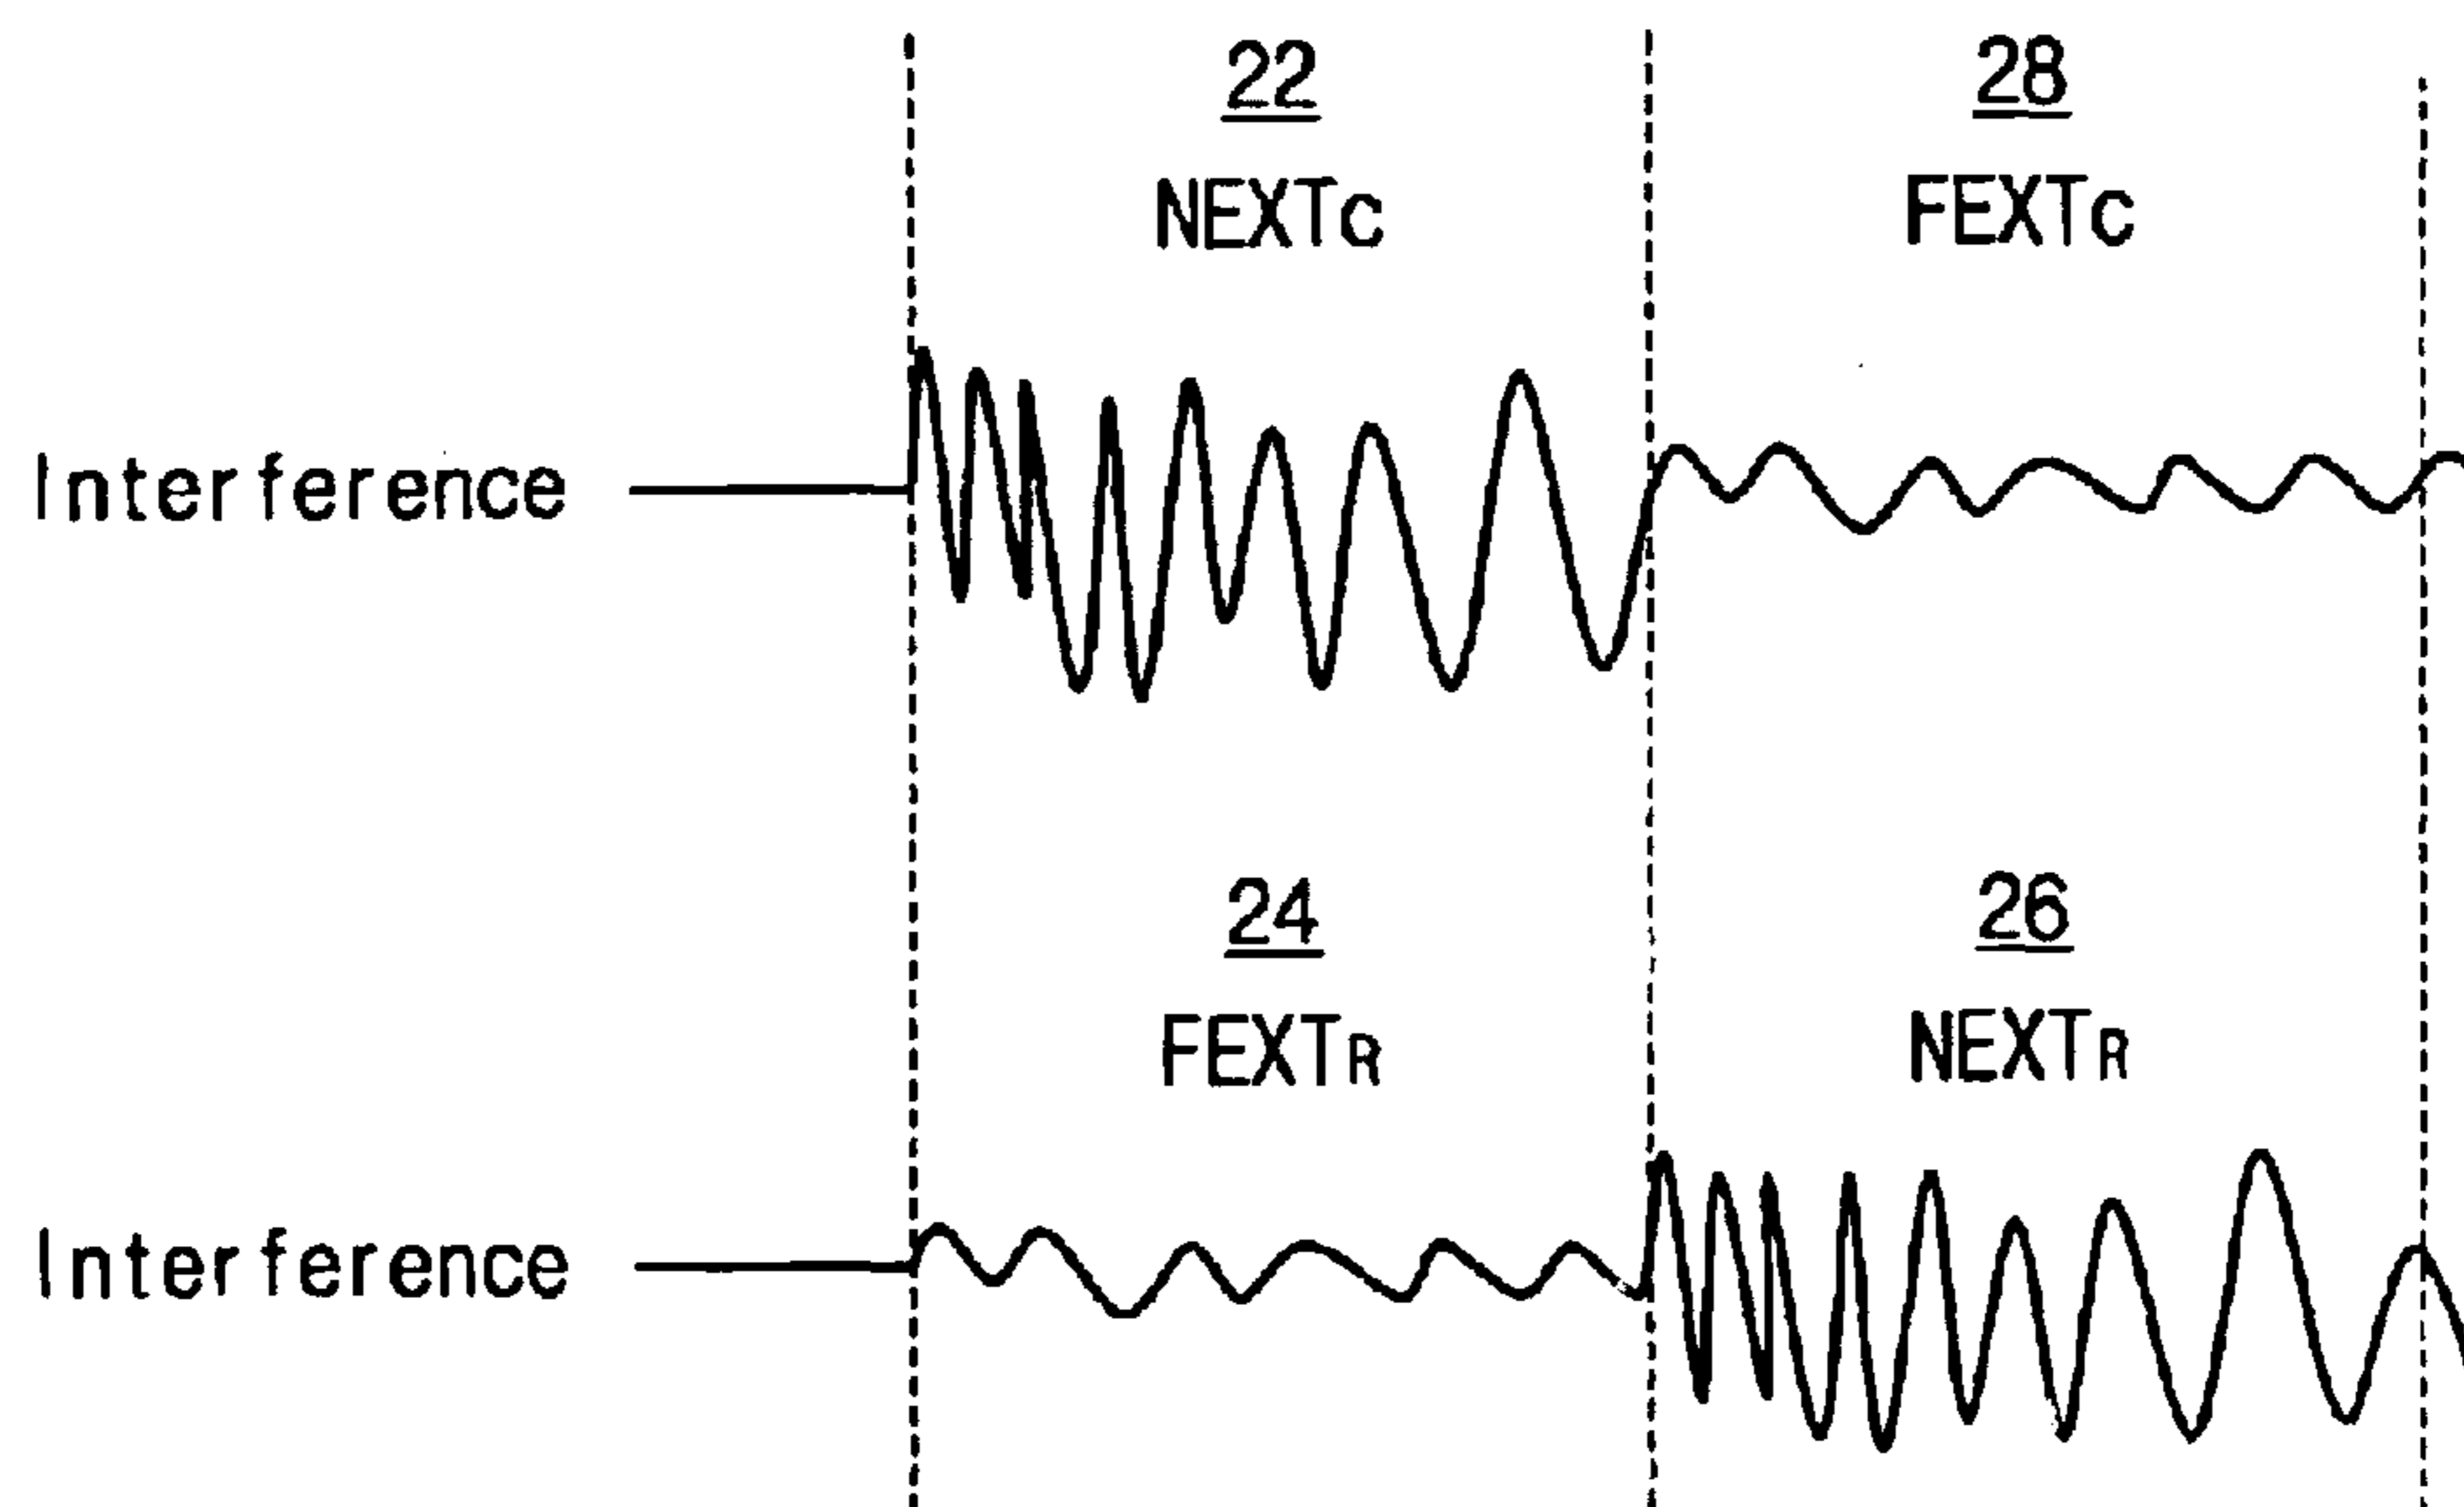 22 28
NEXTC FEXTC
Interference
24 26
FEXTR NEXTR
Interference